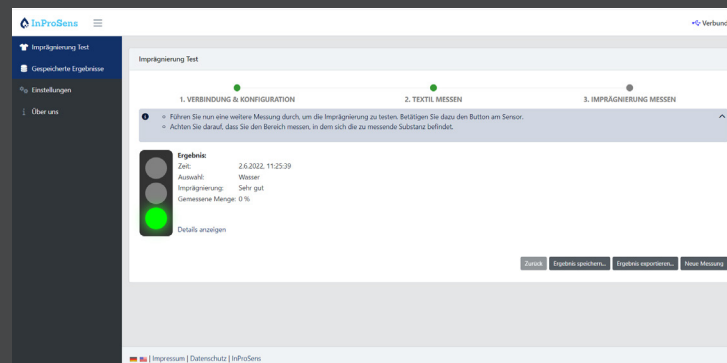 InProSens
Verbund
Imprägnierung Test
Gespeicherte Ergebnisse
Einstellungen
Über uns
Imprägnierung Test
1. VERBINDUNG & KONFIGURATION
2. TEXTIL MESSEN
3. IMPRÄGNIERUNG MESSEN
Führen Sie nun eine weitere Messung durch, um die Imprägnierung zu testen. Betätigen Sie dazu den Button am Sensor.
Achten Sie darauf, dass Sie den Bereich messen, in dem sich die zu messende Substanz befindet.
Ergebnis:
Zeit: 2.6.2022, 11:25:39
Auswahl: Wasser
Imprägnierung: Sehr gut
Gemessene Menge: 0 %
Details anzeigen
Zurück Ergebnis speichern... Ergebnis exportieren... Neue Messung
| Impressum | Datenschutz | InProSens